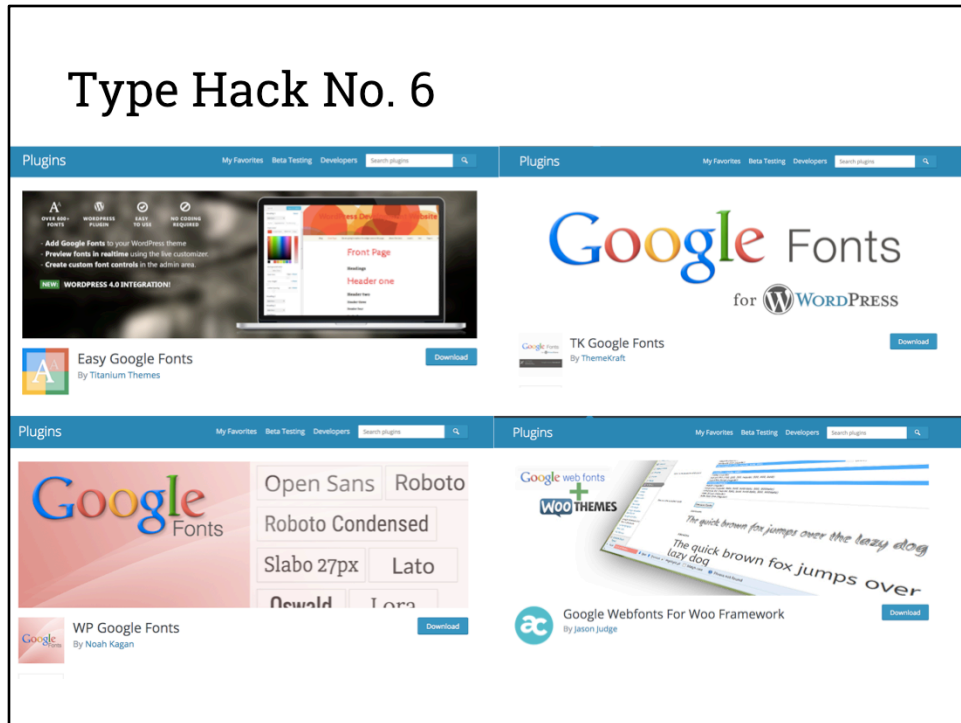 Type Hack No. 6
Plugins
My Favorites Beta Testing Developers Search plugins
OVER 600+ FONTS
WORDPRESS PLUGIN
EASY TO USE
NO CODING REQUIRED
- Add Google Fonts to your WordPress theme
- Preview fonts in realtime using the live customizer
- Create custom font controls in the admin area.
NEW WORDPRESS 4.0 INTEGRATION!
Front Page
Header one
Easy Google Fonts
By Titanium Themes
Download
Plugins
My Favorites Beta Testing Developers Search plugins
Google Fonts
for WORDPRESS
TK Google Fonts
By ThemeKraft
Download
Plugins
My Favorites Beta Testing Developers Search plugins
Google Fonts
Open Sans Roboto
Roboto Condensed
Slabo 27px Lato
Oswald Lora
WP Google Fonts
By Noah Kagan
Download
Plugins
My Favorites Beta Testing Developers Search plugins
Google web fonts
+
WOO THEMES
The quick brown fox jumps over the lazy dog
The quick brown fox jumps over
lazy dog
Google Webfonts For Woo Framework
By Jason Judge
Download